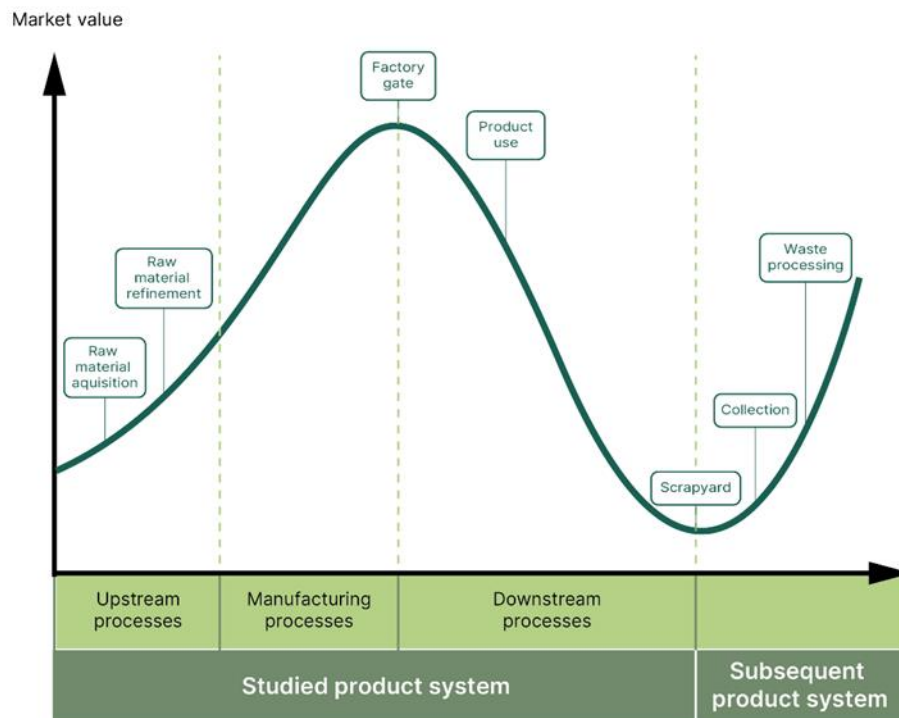 Market value
Factory
gate
Product
use
Raw
material
refinement
Waste
processing
Raw
material
aquisition
Collection
Scrapyard
Upstream
processes
Manufacturing
processes
Downstream
processes
Studied product system
Subsequent
product system